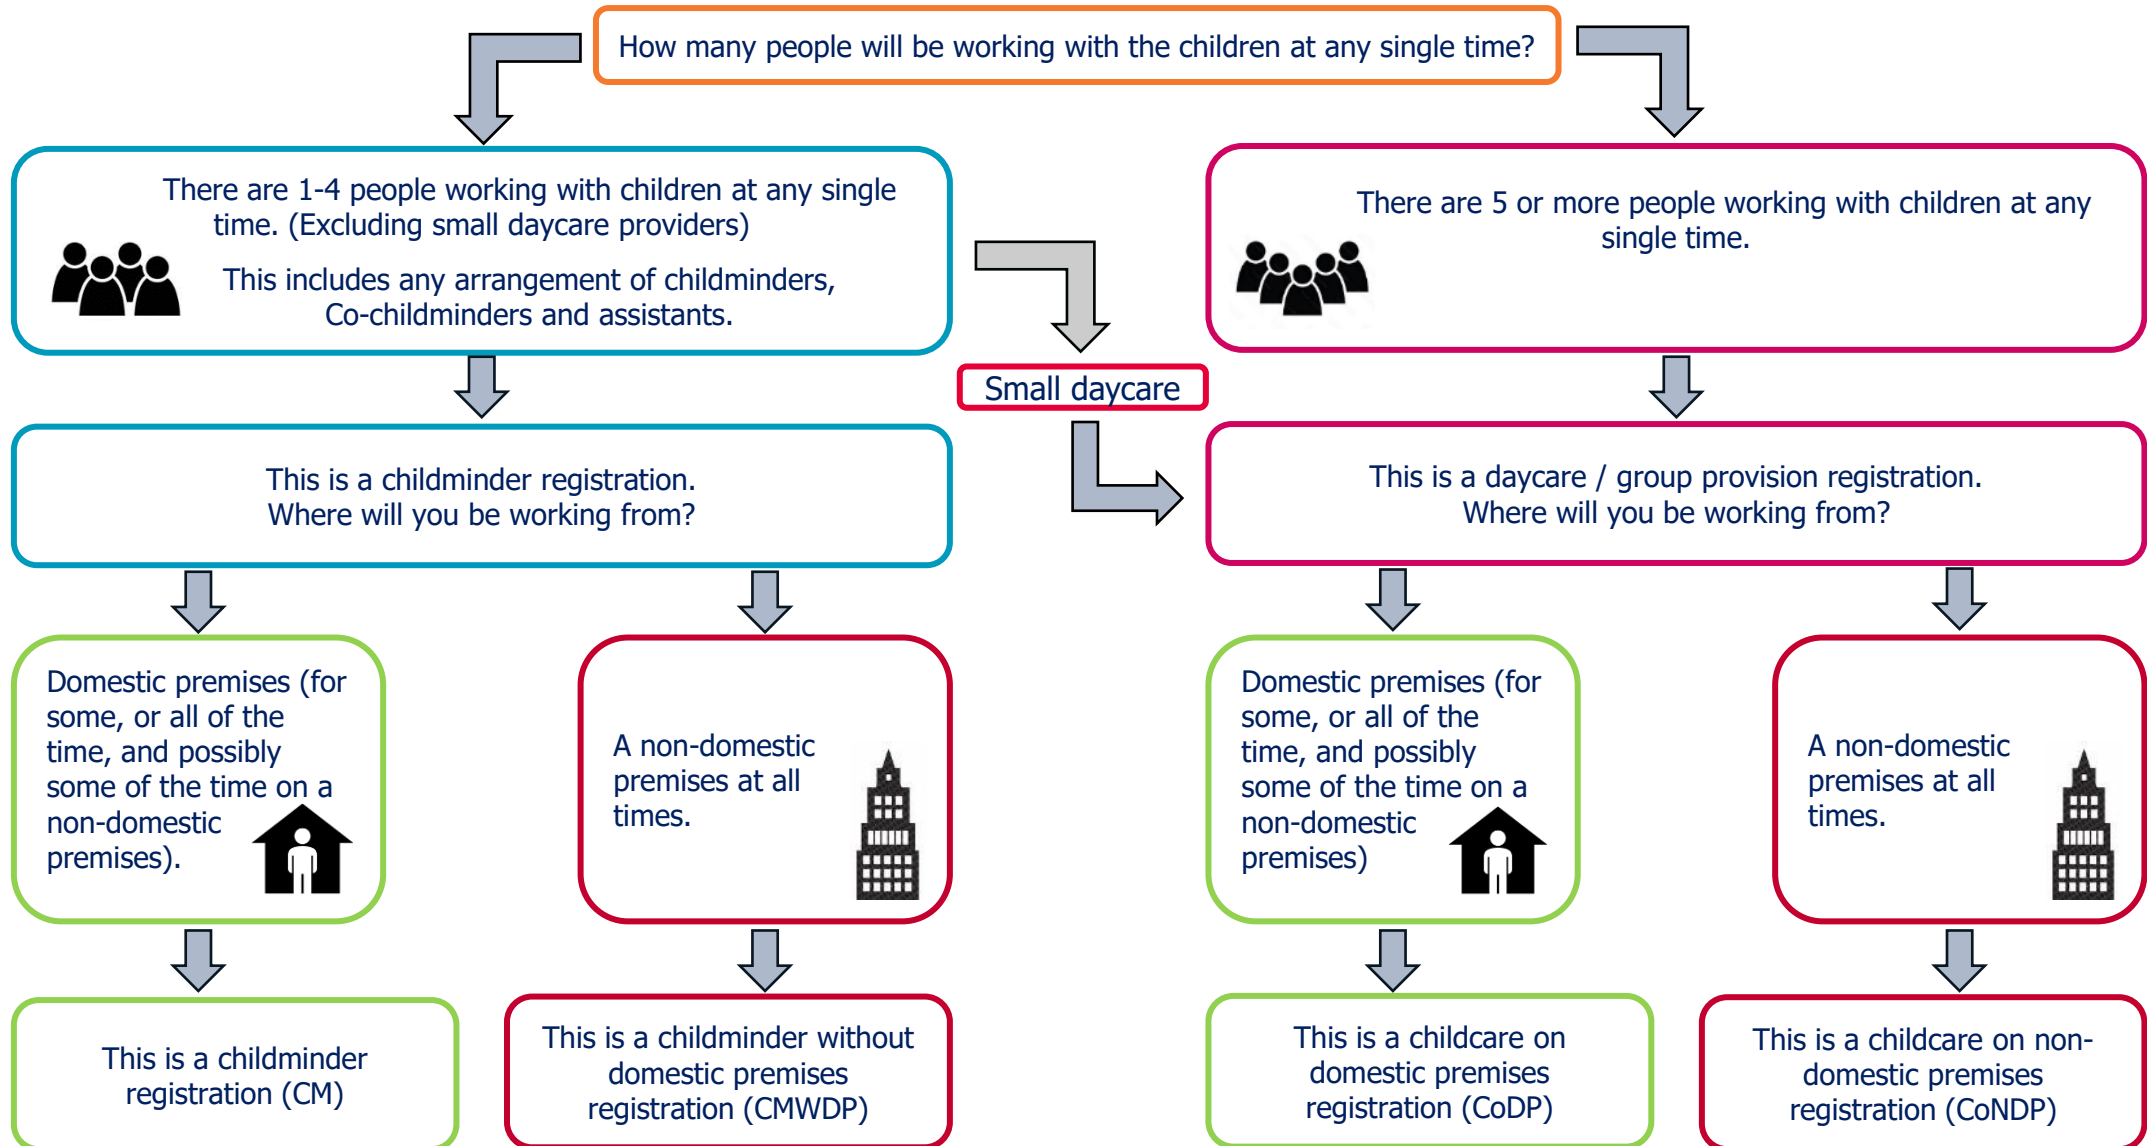 How many people will be working with the children at any single time?
There are 1-4 people working with children at any single
time. (Excluding small daycare providers)
This includes any arrangement of childminders,
Co-childminders and assistants.
There are 5 or more people working with children at any
single time.
Small daycare
This is a childminder registration.
Where will you be working from?
This is a daycare / group provision registration.
Where will you be working from?
Domestic premises (for
some, or all of the
time, and possibly
some of the time on a
non-domestic
premises).
A non-domestic
premises at all
times.
Domestic premises (for
some, or all of the
time, and possibly
some of the time on a
non-domestic
premises)
A non-domestic
premises at all
times.
This is a childminder
registration (CM)
This is a childminder without
domestic premises
registration (CMWDP)
This is a childcare on
domestic premises
registration (CoDP)
This is a childcare on non-
domestic premises
registration (CoNDP)